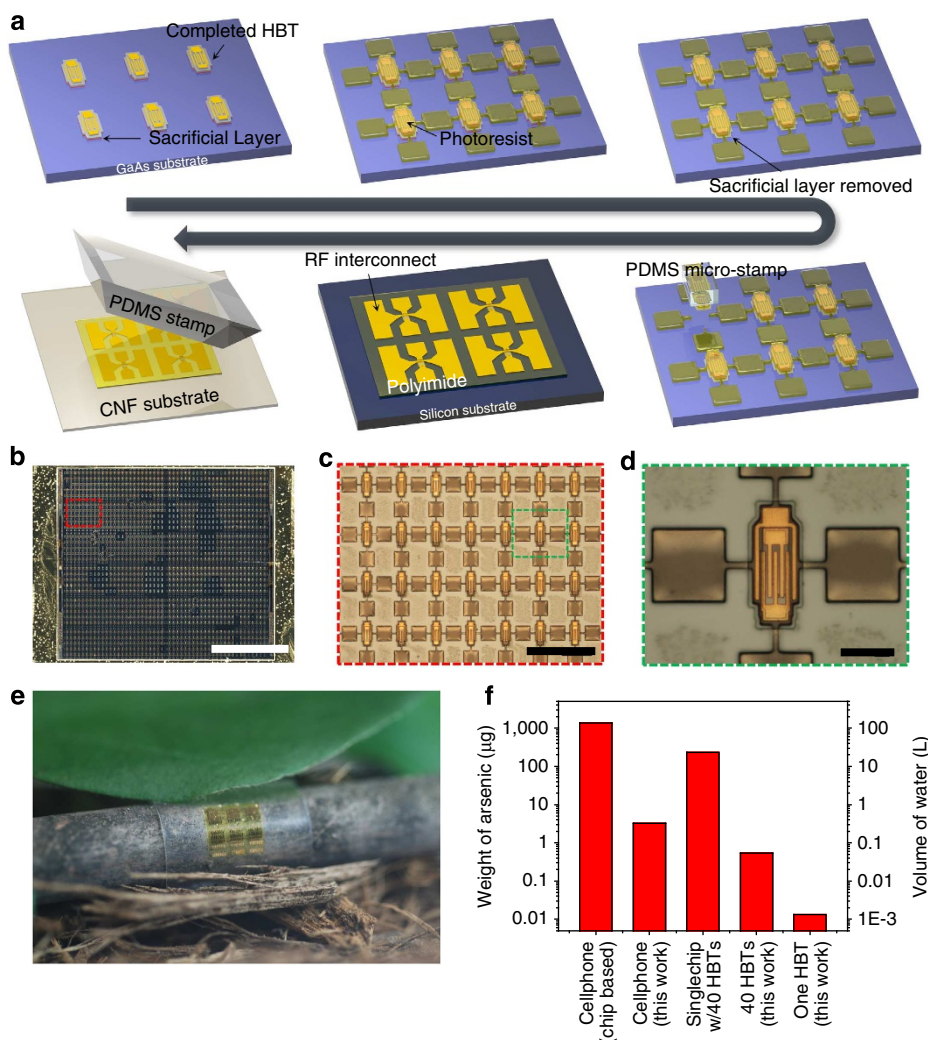 a
Completed HBT
Sacrificial Layer
GaAs substrate
Photoresist
Sacrificial layer removed
RF interconnect
PDMS micro-stamp
PDMS stamp
CNF substrate
Polyimide
Silicon substrate
b
c
d
e
f
Weight of arsenic (µg)
1,000
100
10
1
0.1
0.01
100
10
1
0.1
0.01
1E-3
Volume of water (L)
Cellphone
(chip based)
Cellphone
(this work)
Singlechip
w/40 HBTs
40 HBTs
(this work)
One HBT
(this work)